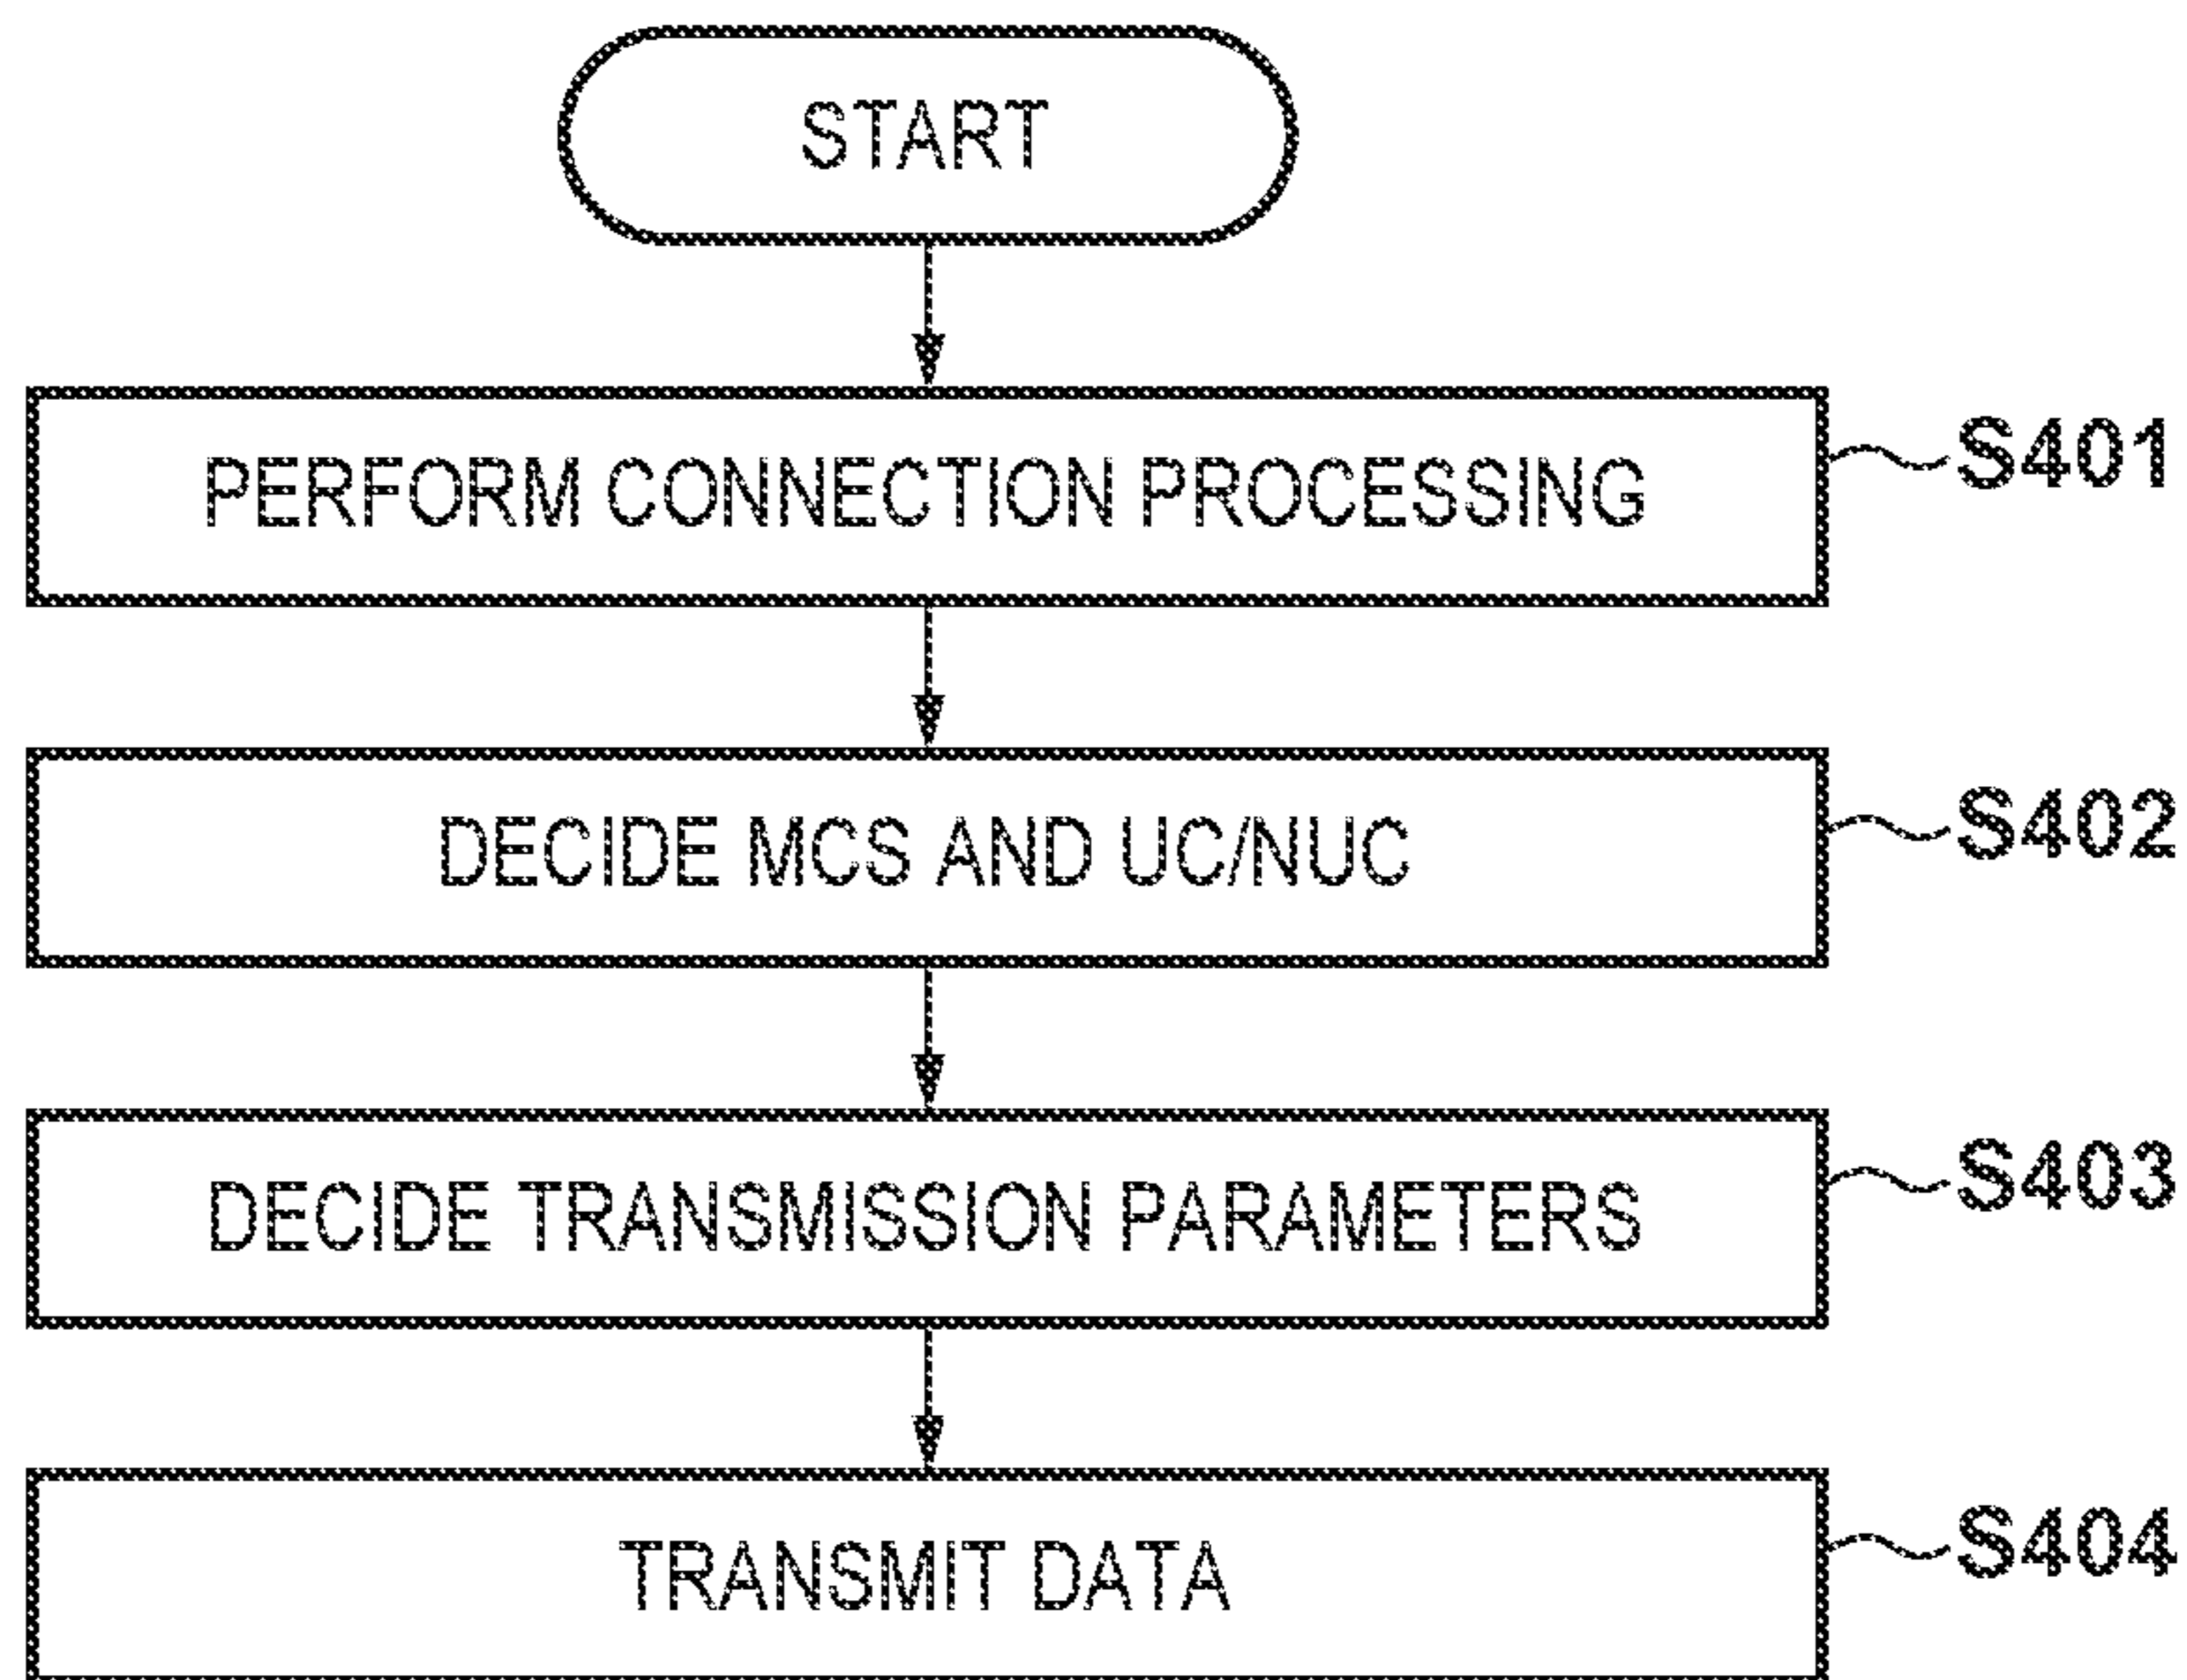 START
PERFORM CONNECTION PROCESSING
S401
DECIDE MCS AND UC/NUC
S402
DECIDE TRANSMISSION PARAMETERS
S403
TRANSMIT DATA
S404